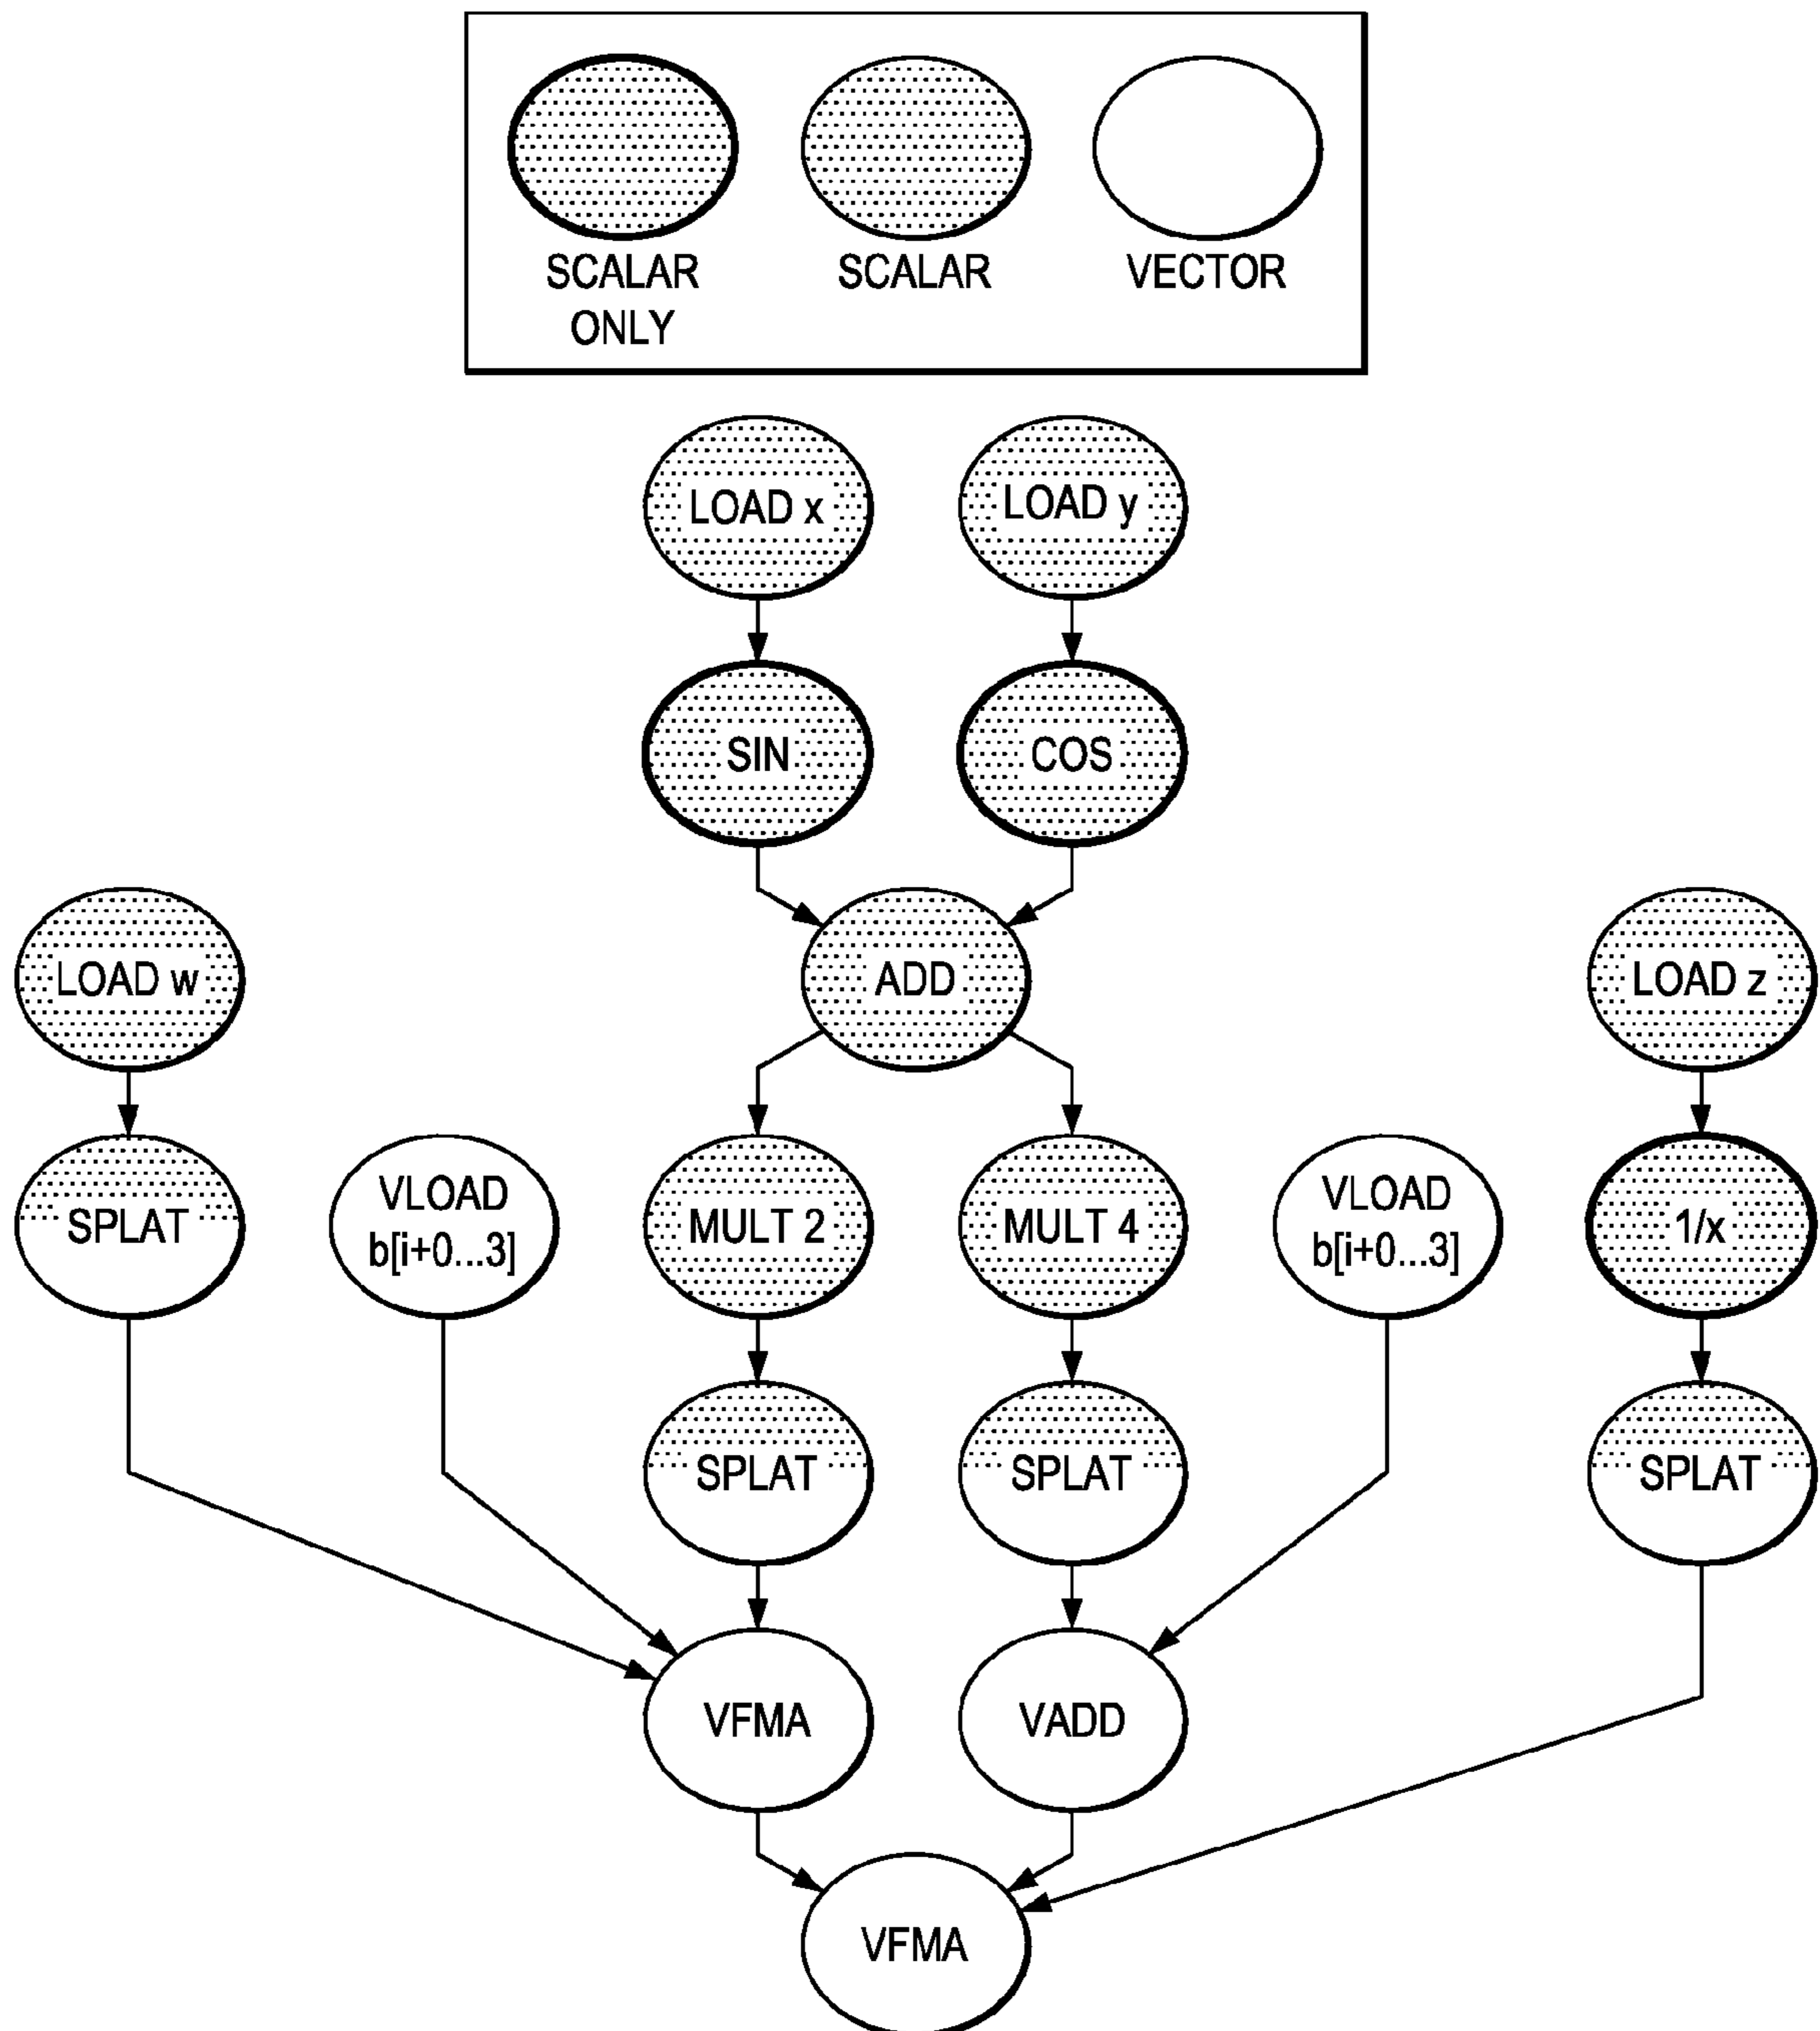 SCALAR
ONLY
SCALAR
VECTOR
LOAD x
LOAD y
SIN
COS
LOAD w
ADD
LOAD z
SPLAT
VLOAD
b[i+0...3]
MULT 2
MULT 4
VLOAD
b[i+0...3]
1/x
SPLAT
SPLAT
SPLAT
VFMA
VADD
VFMA